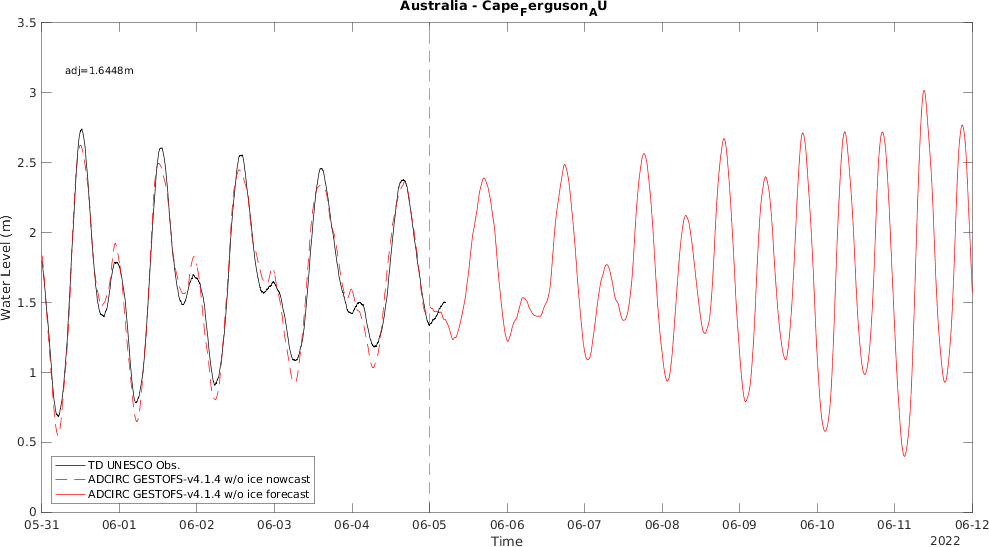 Australia - Cape_Ferguson_AU
3.5
adj=1.6448m
3
2.5
2
Water Level (m)
1.5
1
0.5
TD UNESCO Obs.
ADCIRC GESTOFS-v4.1.4 w/o ice nowcast
ADCIRC GESTOFS-v4.1.4 w/o ice forecast
0
05-31 06-01 06-02 06-03 06-04 06-05 06-06 06-07 06-08 06-09 06-10 06-11 06-12
Time
2022